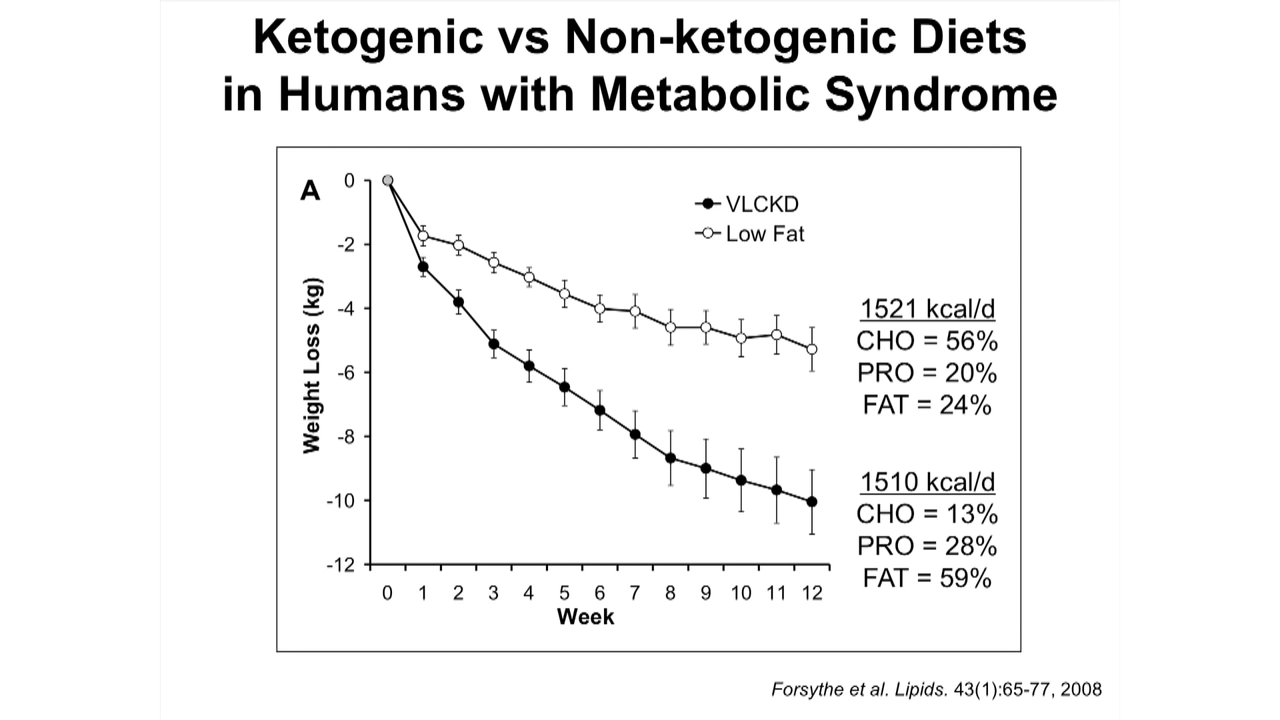 Ketogenic vs Non-ketogenic Diets
in Humans with Metabolic Syndrome
A
VLCKD
Low Fat
0
-2
-4
-6
-8
-10
-12
Weight Loss (kg)
0 1 2 3 4 5 6 7 8 9 10 11 12
Week
1521 kcal/d
CHO = 56%
PRO = 20%
FAT = 24%
1510 kcal/d
CHO = 13%
PRO = 28%
FAT = 59%
Forsythe et al. Lipids. 43(1):65-77, 2008